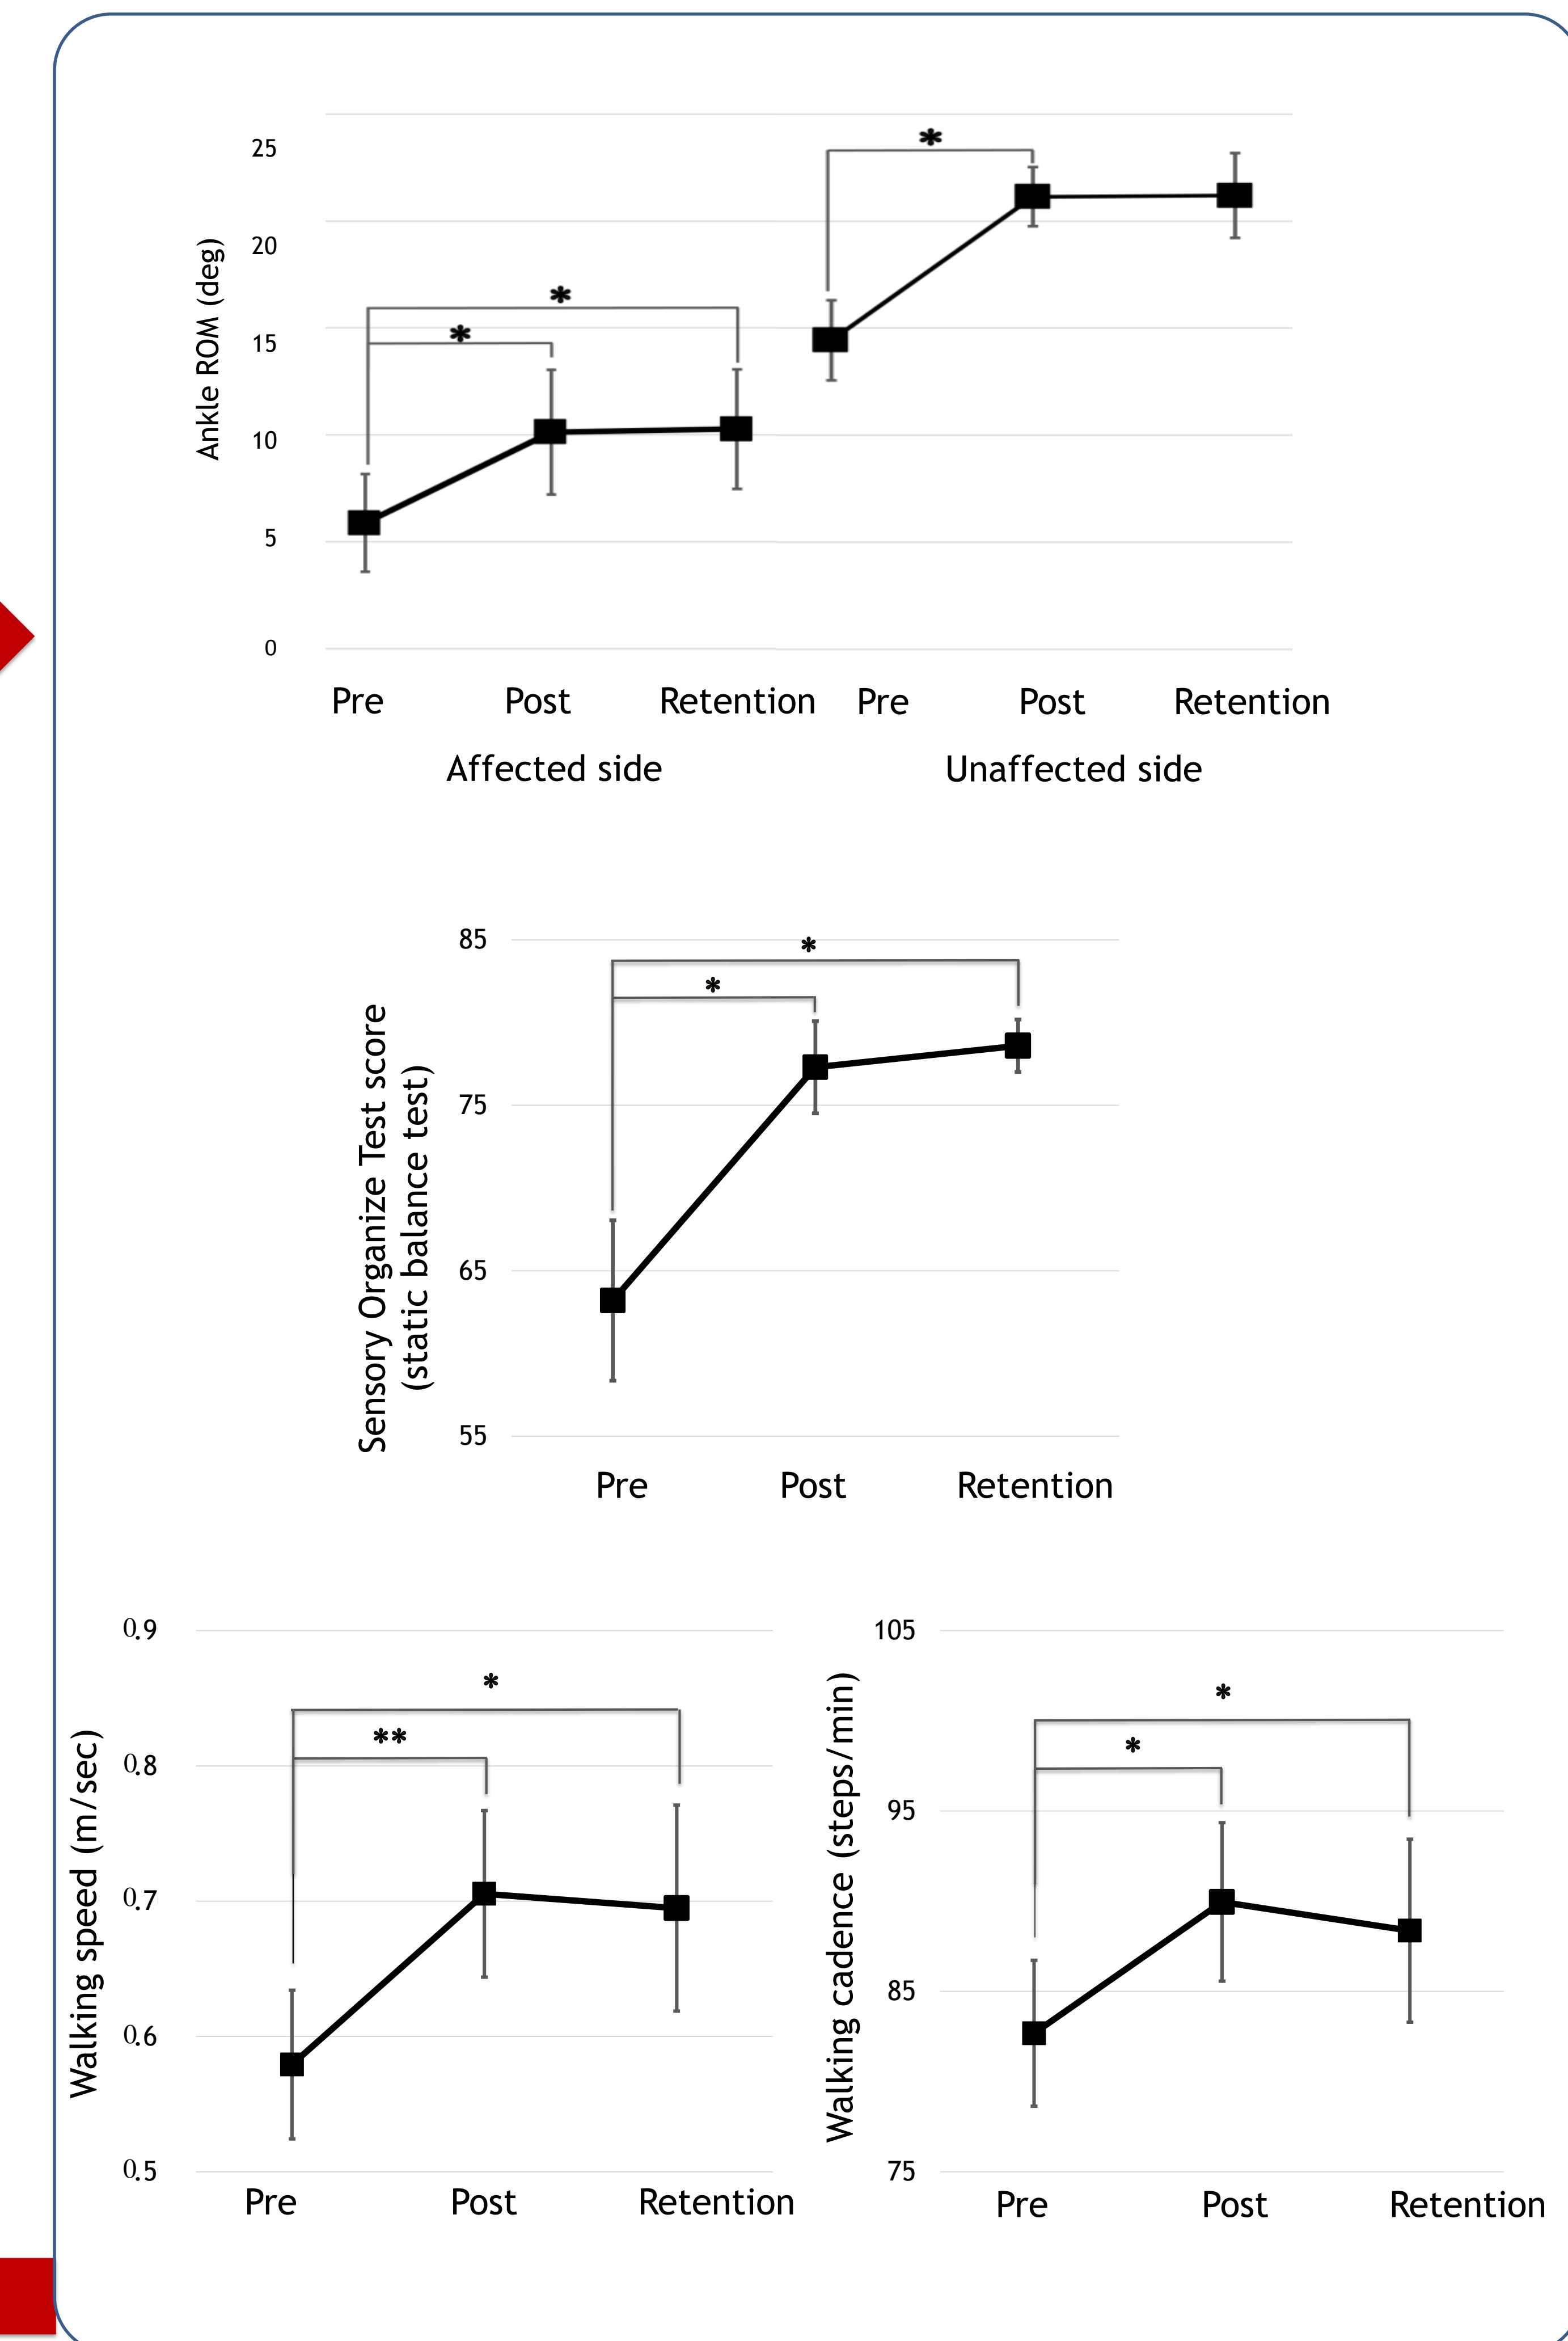 Ankle ROM (deg)
25
*
20
*
15
*
10
5
0
Pre Post Retention Pre Post Retention
Affected side Unaffected side
Sensory Organize Test score
(static balance test)
85
*
*
75
65
55
Pre Post Retention
Walking speed (m/sec)
0.9
*
**
0.8
0.7
0.6
0.5
Pre Post Retention
Walking cadence (steps/min)
105
*
*
95
85
75
Pre Post Retention